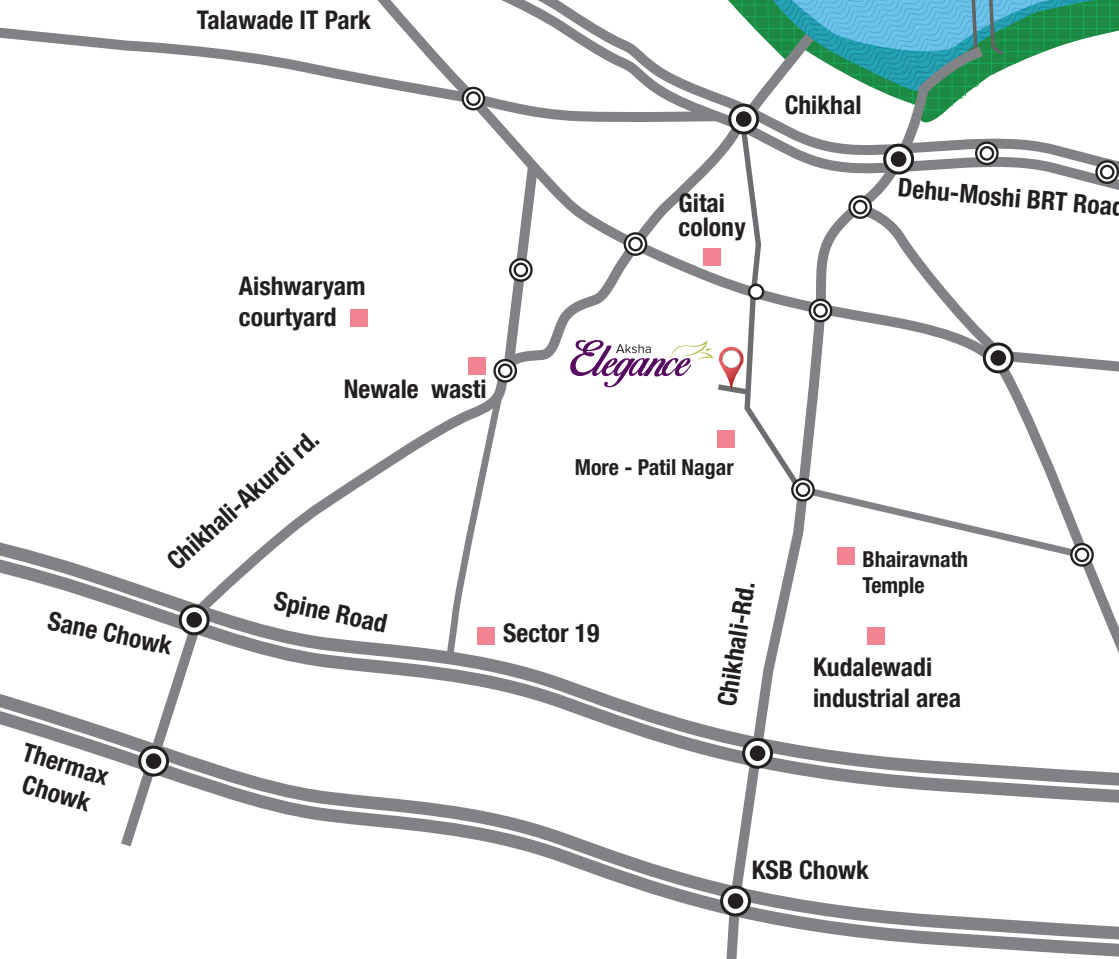 Talawade IT Park
Chikhal
Dehu-Moshi BRT Road
Gitai
colony
Aishwaryam
courtyard
Aksha
Elegance
Newale wasti
More - Patil Nagar
Chikhali-Akurdi rd.
Bhairavnath
Temple
Spine Road
Sane Chowk
Sector 19
Chikhali-Rd.
Kudalewadi
industrial area
Thermax
Chowk
KSB Chowk